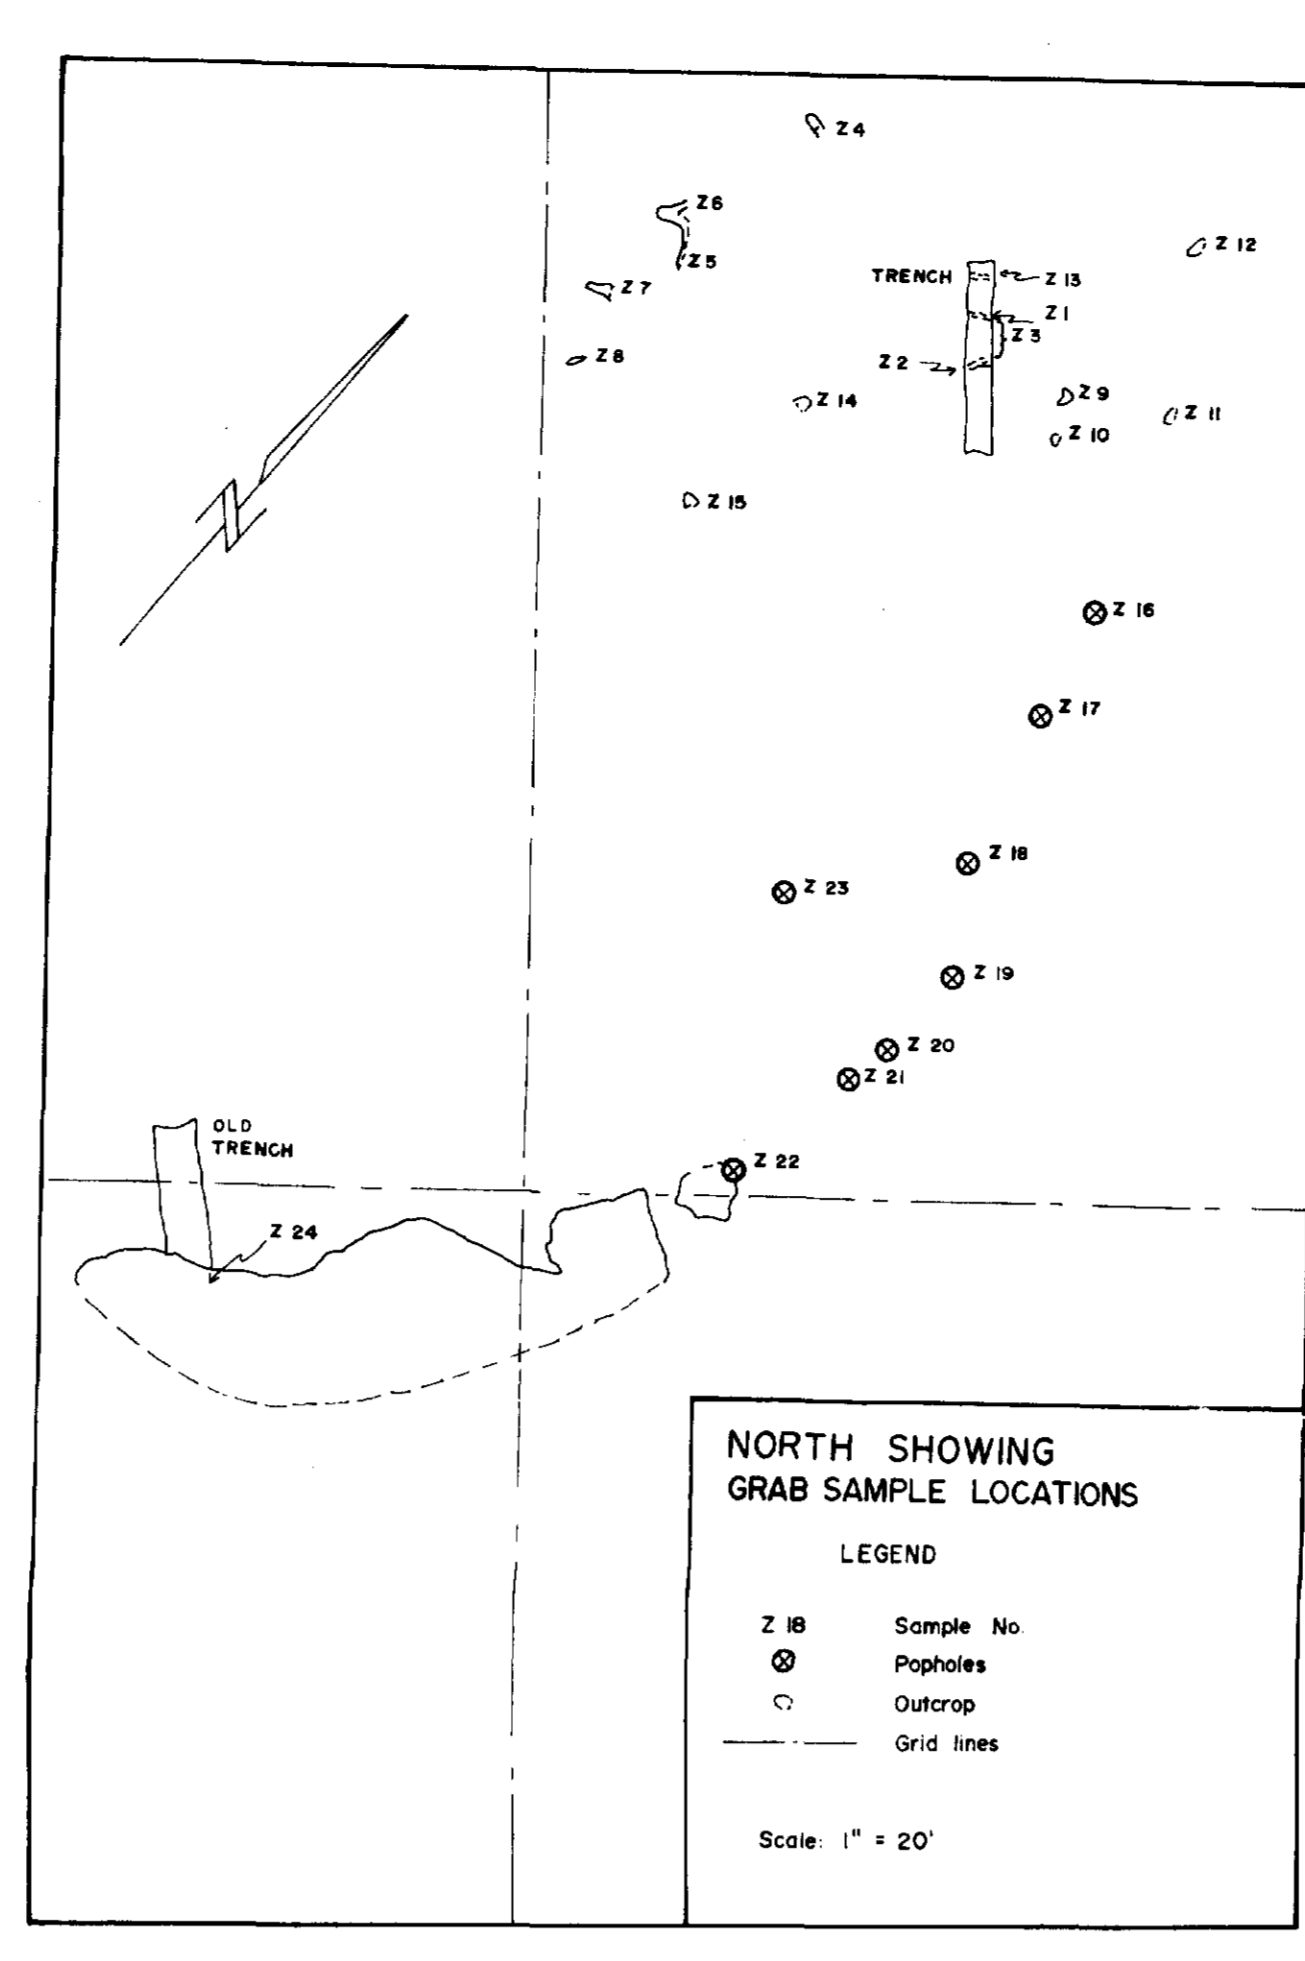 Z 4
Z 6
Z 5
Z 12
TRENCH
Z 13
Z 7
Z 1
Z 3
Z 8
Z 2
Z 14
Z 9
Z 11
Z 10
Z 15
N
Z 16
Z 17
Z 18
Z 23
Z 19
Z 20
Z 21
OLD
TRENCH
Z 22
Z 24
NORTH SHOWING
GRAB SAMPLE LOCATIONS
LEGEND
Z 18 Sample No.
Popholes
Outcrop
Grid lines
Scale: 1" = 20'